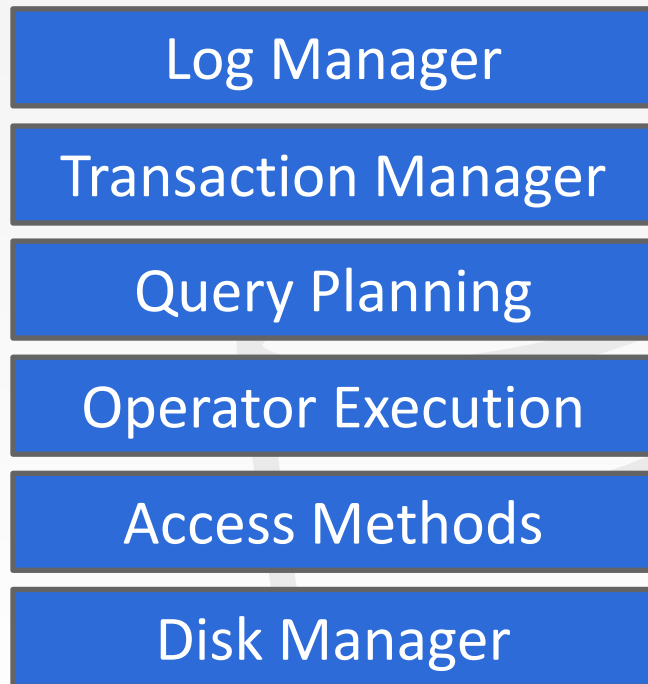 Log Manager
Transaction Manager
Query Planning
Operator Execution
Access Methods
Disk Manager